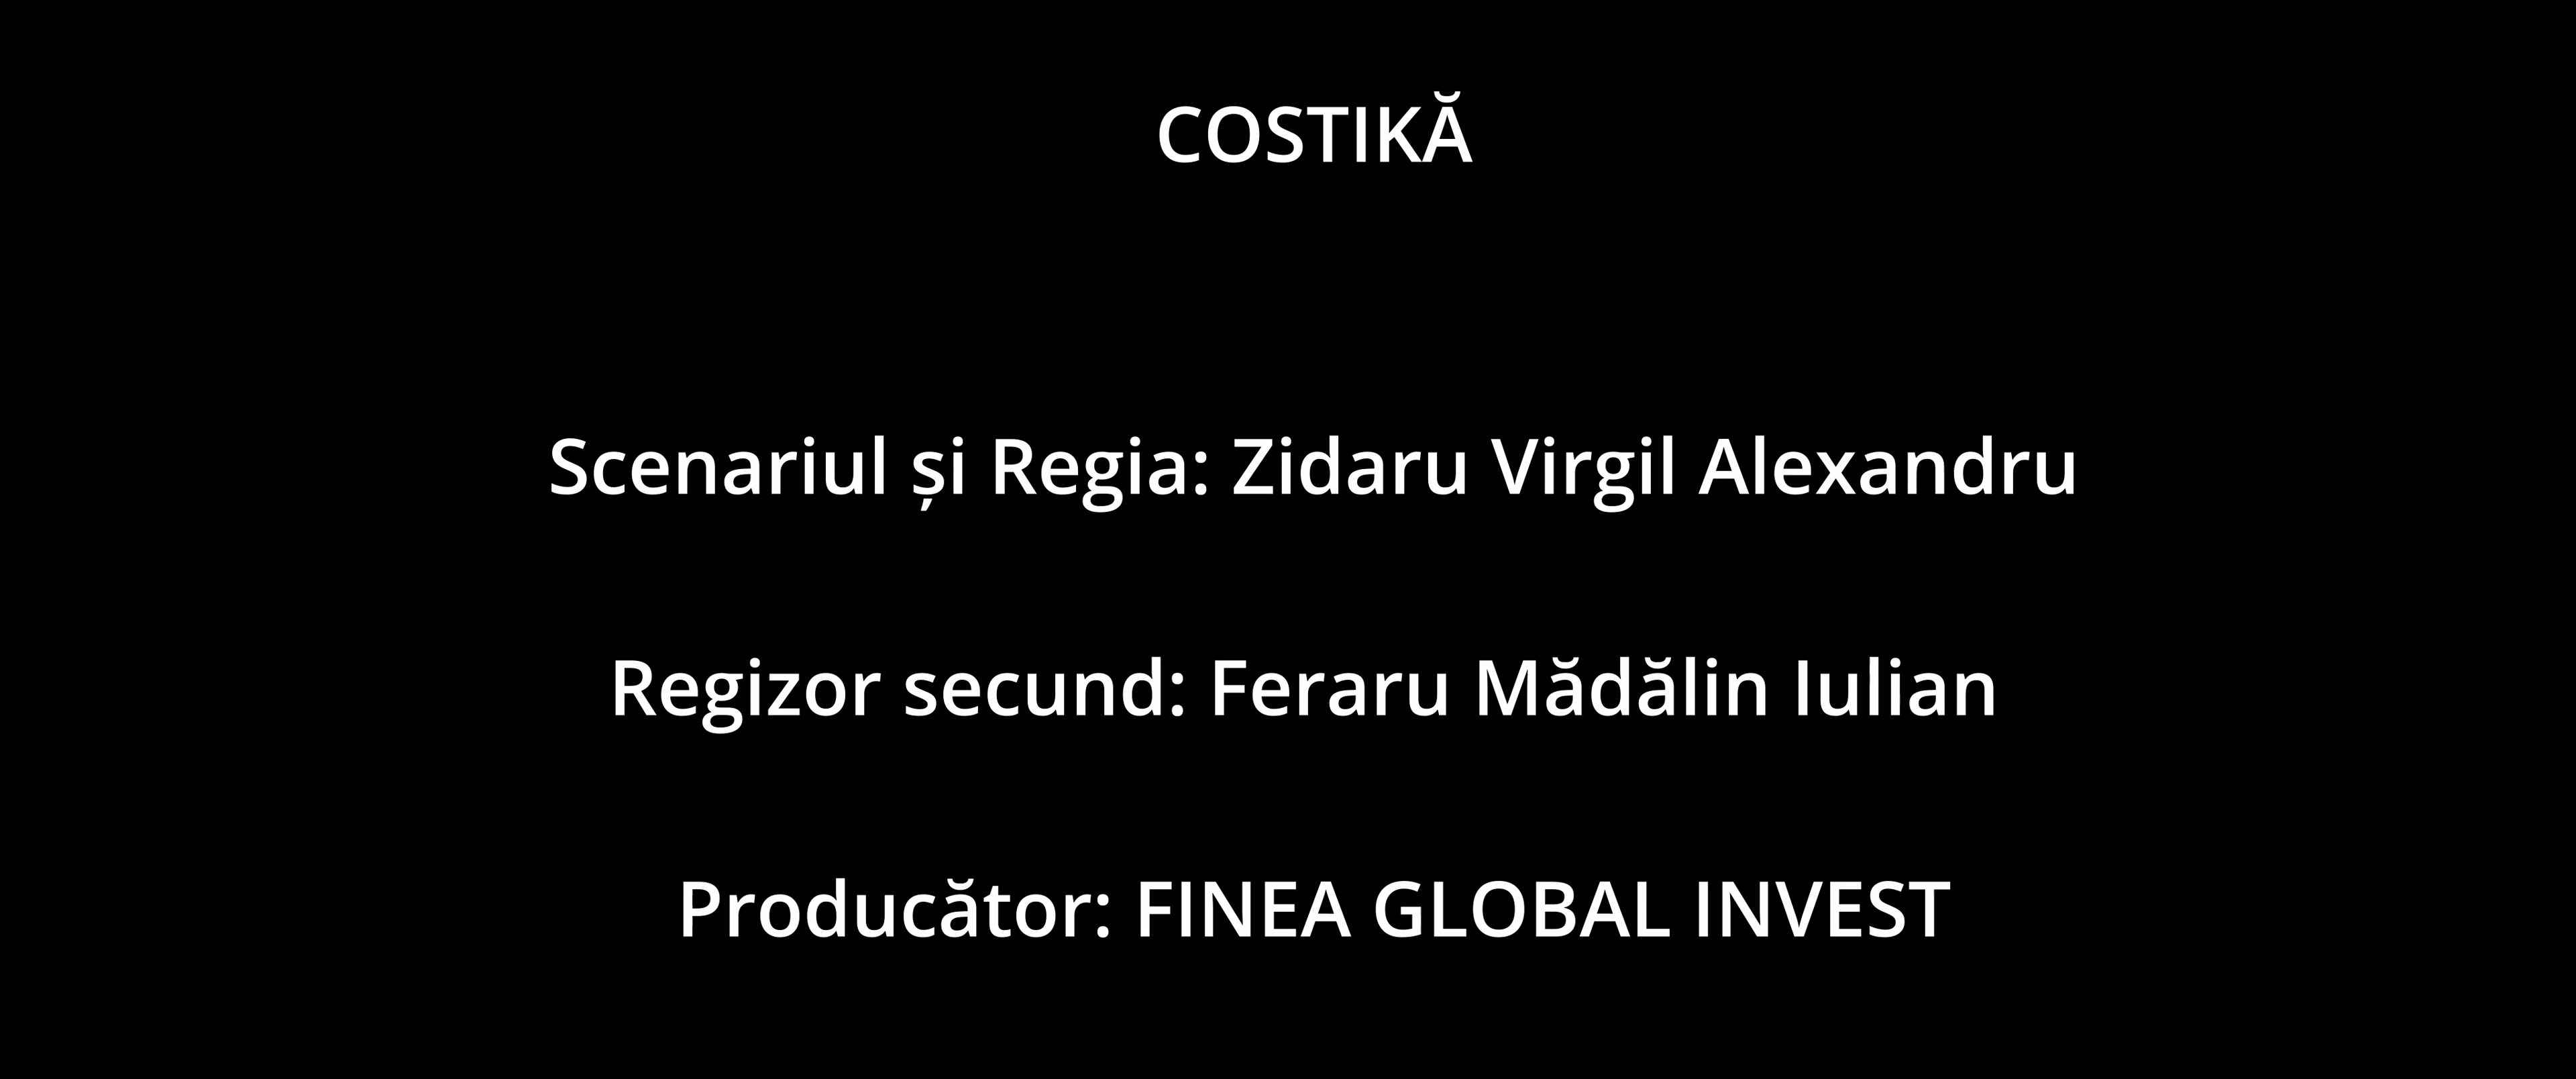 COSTIKĂ
Scenariul și Regia: Zidaru Virgil Alexandru
Regizor secund: Feraru Mădălin Iulian
Producător: FINEA GLOBAL INVEST